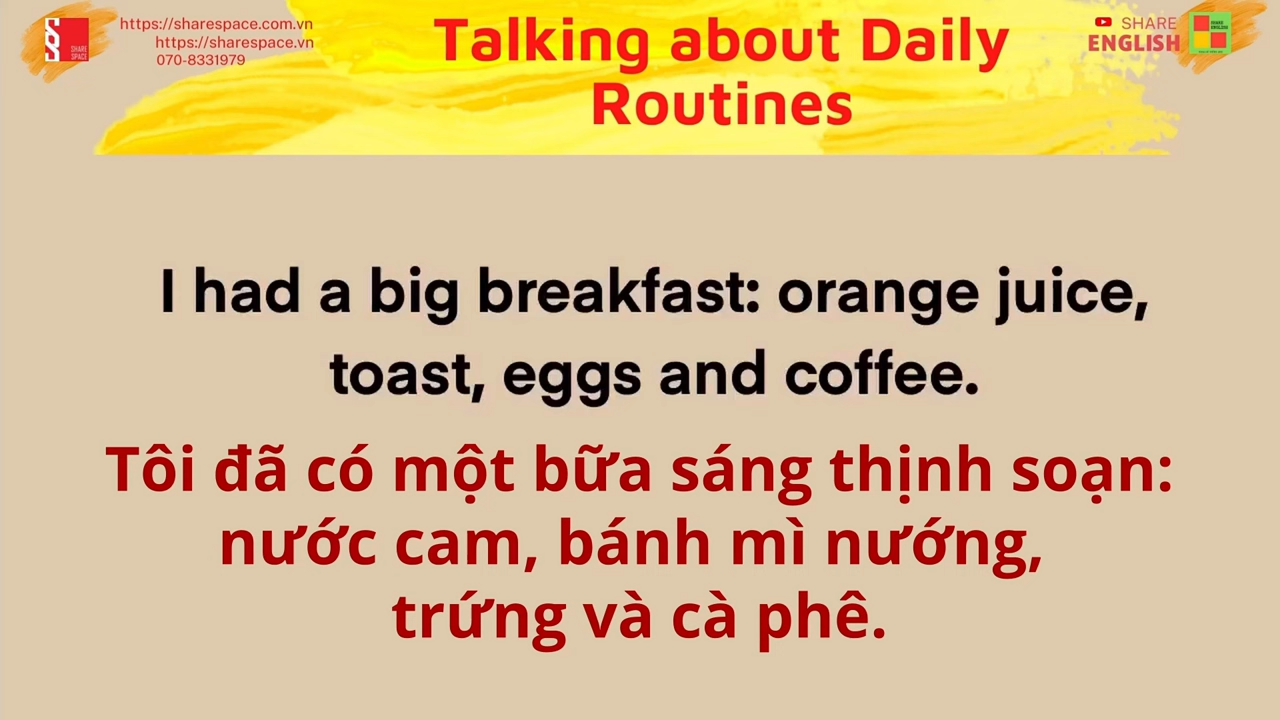 https://sharespace.com.vn
https://sharespace.vn
070-8331979
SHARE
SPACE
Talking about Daily
Routines
SHARE
ENGLISH
I had a big breakfast: orange juice,
toast, eggs and coffee.
Tôi đã có một bữa sáng thịnh soạn:
nước cam, bánh mì nướng,
trứng và cà phê.